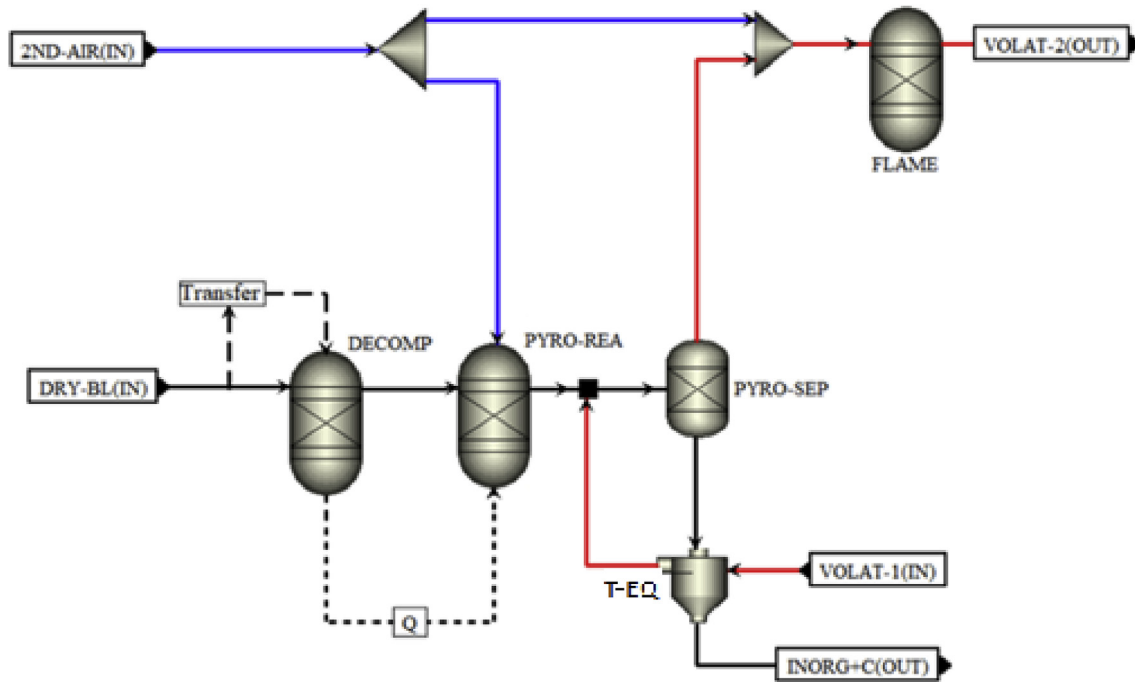 2ND-AIR(IN)
VOLAT-2(OUT)
FLAME
Transfer
DECOMP
PYRO-REA
DRY-BL(IN)
PYRO-SEP
T-EQ
VOLAT-1(IN)
Q
INORG+C(OUT)